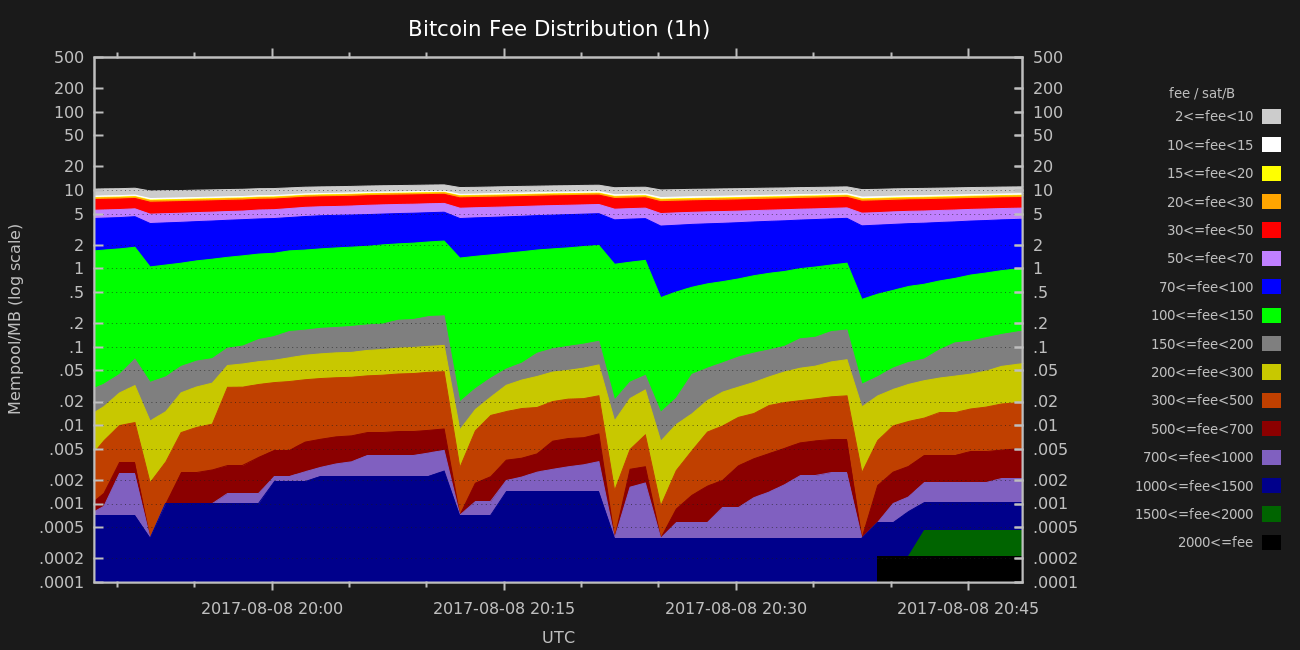 Bitcoin Fee Distribution (1h)
500
200
100
50
20
10
5
2
1
.5
.2
.1
.05
.02
.01
.005
.002
.001
.0005
.0002
.0001
Mempool/MB (log scale)
500
200
100
50
20
10
5
2
1
.5
.2
.1
.05
.02
.01
.005
.002
.001
.0005
.0002
.0001
2017-08-08 20:00 2017-08-08 20:15 2017-08-08 20:30 2017-08-08 20:45
UTC
fee / sat/B
2<=fee<10
10<=fee<15
15<=fee<20
20<=fee<30
30<=fee<50
50<=fee<70
70<=fee<100
100<=fee<150
150<=fee<200
200<=fee<300
300<=fee<500
500<=fee<700
700<=fee<1000
1000<=fee<1500
1500<=fee<2000
2000<=fee